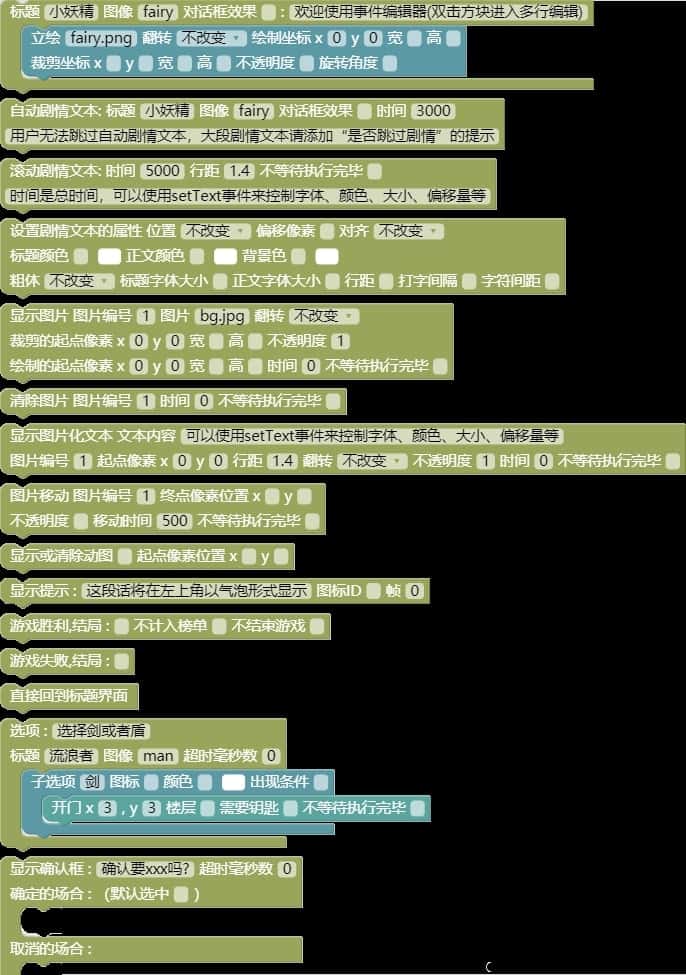 标题 小妖精 图像 fairy 对话框效果 : 欢迎使用事件编辑器(双击方块进入多行编辑)
立绘 fairy.png 翻转 不改变 绘制坐标 x 0 y 0 宽 高
裁剪坐标 x y 宽 高 不透明度 旋转角度
自动剧情文本: 标题 小妖精 图像 fairy 对话框效果 时间 3000
用户无法跳过自动剧情文本，大段剧情文本请添加“是否跳过剧情”的提示
滚动剧情文本: 时间 5000 行距 1.4 不等待执行完毕
时间是总时间，可以使用setText事件来控制字体、颜色、大小、偏移量等
设置剧情文本的属性 位置 不改变 偏移像素 对齐 不改变
标题颜色 正文颜色 背景色
粗体 不改变 标题字体大小 正文字体大小 行距 打字间隔 字符间距
显示图片 图片编号 1 图片 bg.jpg 翻转 不改变
裁剪的起点像素 x 0 y 0 宽 高 不透明度 1
绘制的起点像素 x 0 y 0 宽 高 时间 0 不等待执行完毕
清除图片 图片编号 1 时间 0 不等待执行完毕
显示图片化文本 文本内容 可以使用setText事件来控制字体、颜色、大小、偏移量等
图片编号 1 起点像素 x 0 y 0 行距 1.4 翻转 不改变 不透明度 1 时间 0 不等待执行完毕
图片移动 图片编号 1 终点像素位置 x y
不透明度 移动时间 500 不等待执行完毕
显示或清除动图 起点像素位置 x y
显示提示 : 这段话将在左上角以气泡形式显示 图标ID 帧 0
游戏胜利,结局 : 不计入榜单 不结束游戏
游戏失败,结局 :
直接回到标题界面
选项 : 选择剑或者盾
标题 流浪者 图像 man 超时毫秒数 0
子选项 剑 图标 颜色 出现条件
开门 x 3 , y 3 楼层 需要钥匙 不等待执行完毕
显示确认框 : 确认要xxx吗? 超时毫秒数 0
确定的场合 : (默认选中 )
取消的场合 :